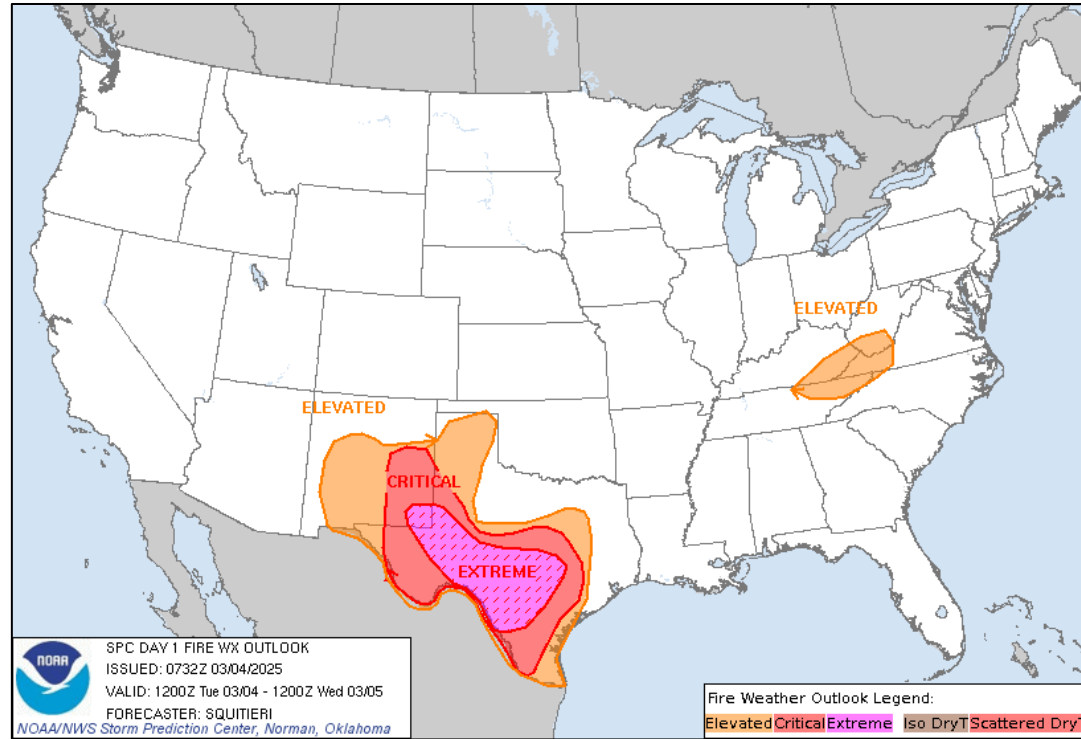 ELEVATED
ELEVATED
CRITICAL
EXTREME
NOAA
SPC DAY 1 FIRE WX OUTLOOK
ISSUED: 0732Z 03/04/2025
VALID: 1200Z Tue 03/04 - 1200Z Wed 03/05
FORECASTER: SQUITIERI
NOAA/NWS Storm Prediction Center, Norman, Oklahoma
Fire Weather Outlook Legend:
Elevated Critical Extreme Iso DryT Scattered DryT